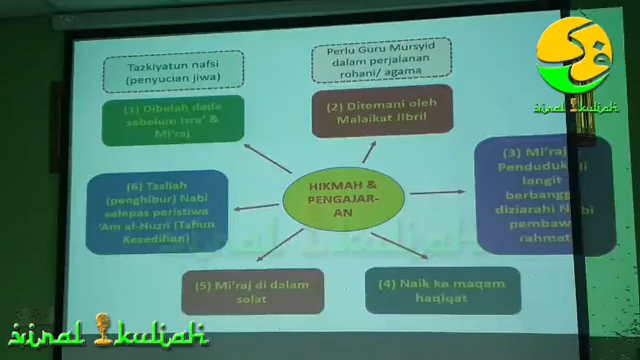 Tazkiyatun nafsi
(penyucian jiwa)
Perlu Guru Mursyid
dalam perjalanan
rohani/ agama
(1) Dibelah dada
sebelum Isra' &
Mi'raj
(2) Ditemani oleh
Malaikat Jibril
(3) Mi'raj
Penduduk
langit
berbangga
diziarahi Nabi
pembawa
rahmat
HIKMAH &
PENGAJAR-
AN
(6) Tasliah
(penghibur) Nabi
selepas peristiwa
'Am al-Huzn (Tahun
Kesedihan)
(5) Mi'raj di dalam
solat
(4) Naik ke maqam
haqiqat
Sinal kuliah
Sinal kuliah